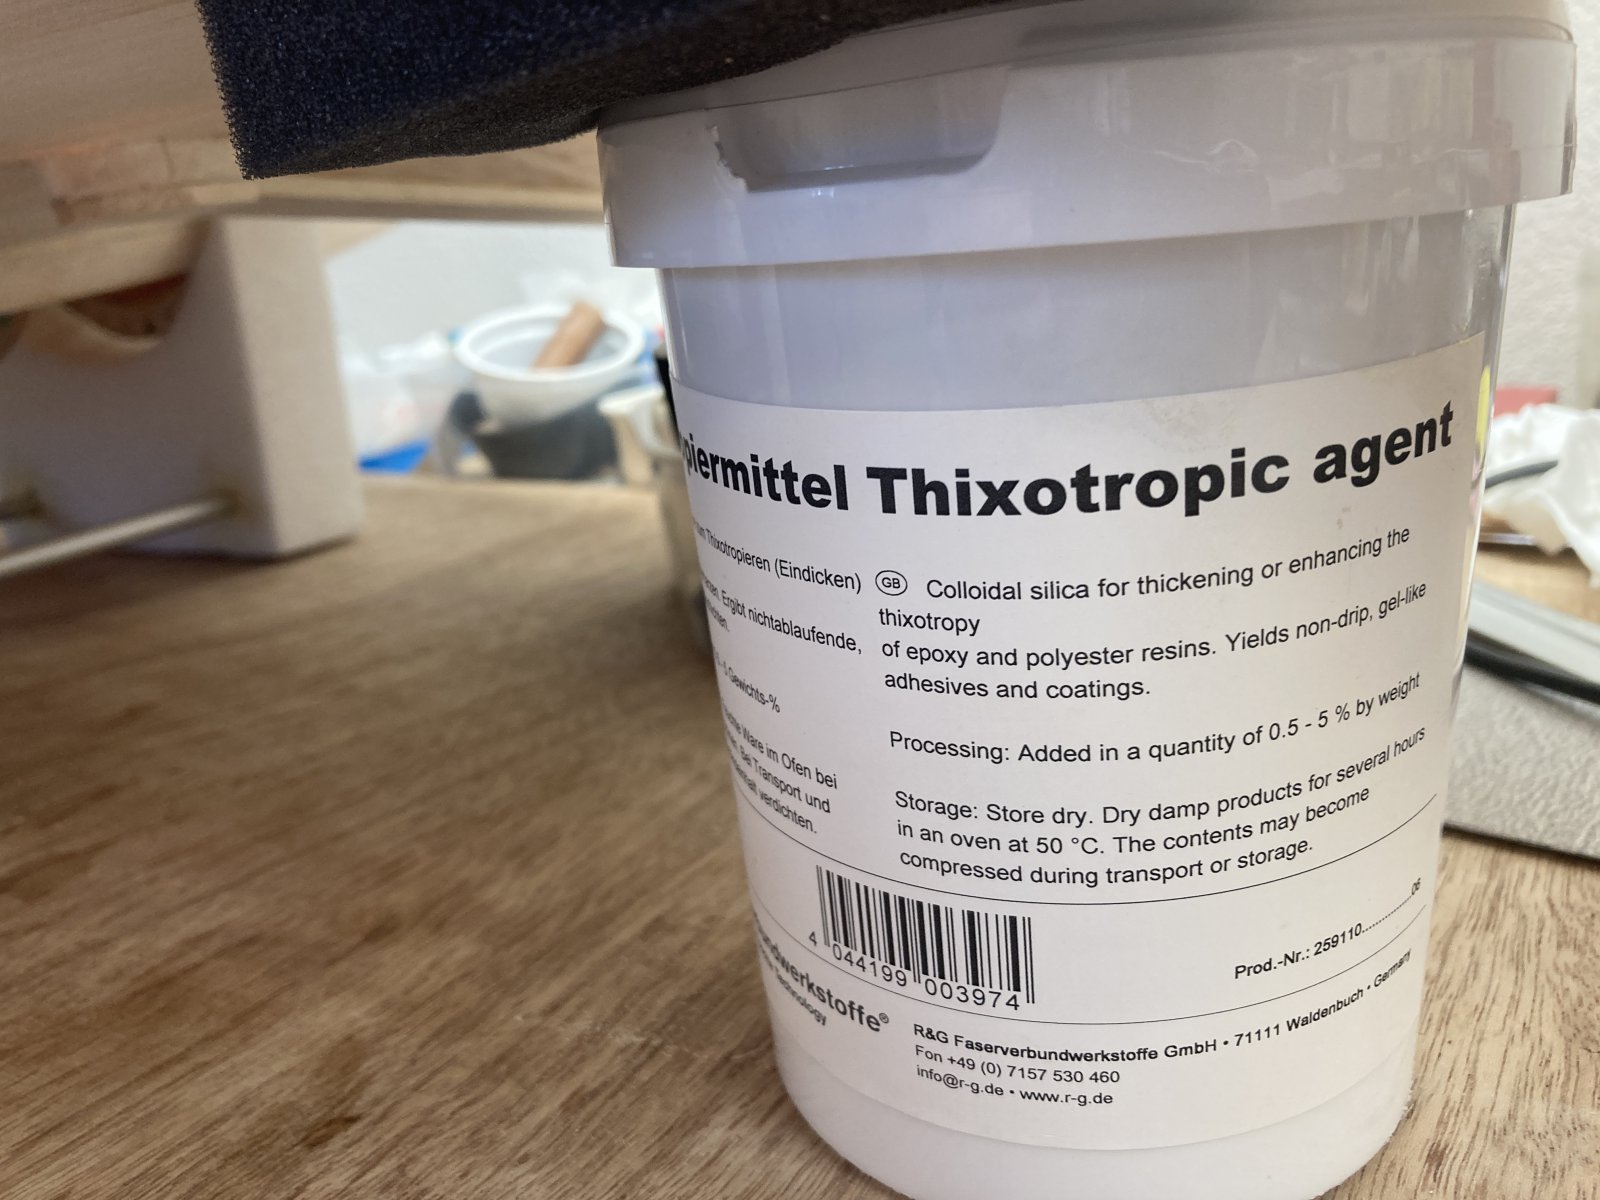 Thixotropic agent
Thixotropieren (Eindicken)
Ergibt nichtablaufende,
Gewichts-%
Ware im Ofen bei
Bei Transport und
verdichten.
GB Colloidal silica for thickening or enhancing the
thixotropy
of epoxy and polyester resins. Yields non-drip, gel-like
adhesives and coatings.
Processing: Added in a quantity of 0.5 - 5 % by weight
Storage: Store dry. Dry damp products for several hours
in an oven at 50 °C. The contents may become
compressed during transport or storage.
4 044199 003974
Prod.-Nr.: 259110..............06
Technology
R&G Faserverbundwerkstoffe GmbH • 71111 Waldenbuch • Germany
Fon +49 (0) 7157 530 460
info@r-g.de • www.r-g.de